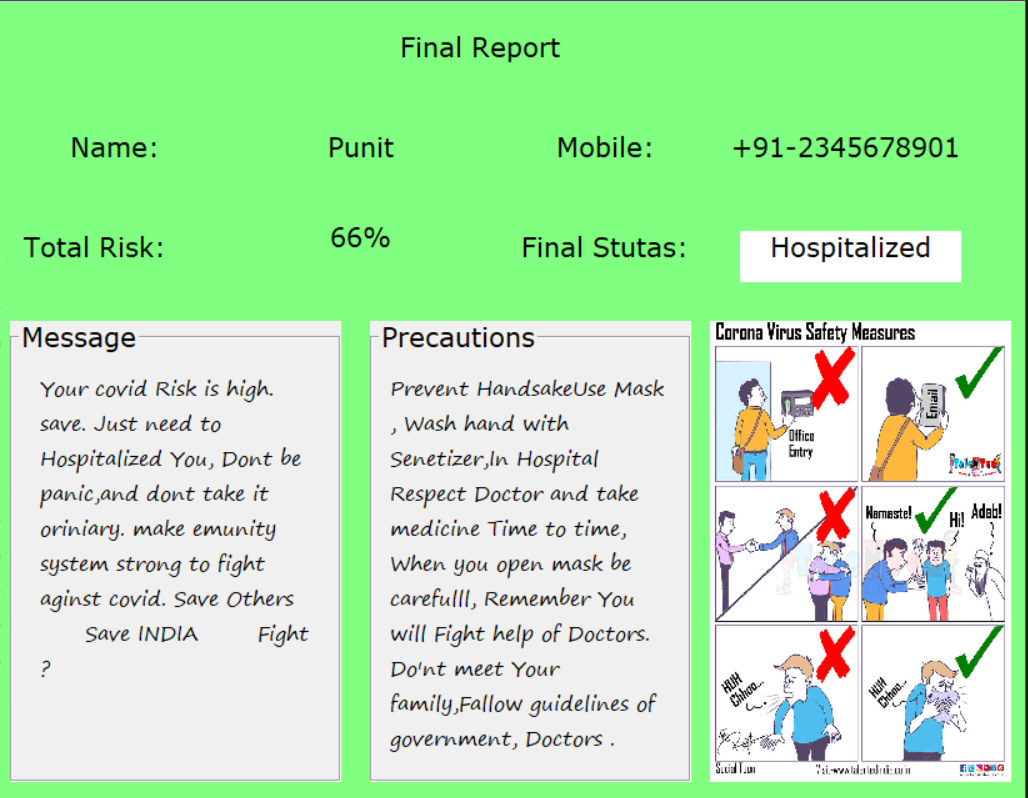 Final Report
Name: Punit Mobile: +91-2345678901
Total Risk: 66% Final Stutas: Hospitalized
Message
Your covid Risk is high.
save. Just need to
Hospitalized You, Dont be
panic,and dont take it
oriniary. make emunity
system strong to fight
aginst covid. Save Others
Save INDIA Fight
?
Precautions
Prevent HandsakeUse Mask
, Wash hand with
Senetizer,In Hospital
Respect Doctor and take
medicine Time to time,
When you open mask be
carefulll, Remember You
will Fight help of Doctors.
Do'nt meet Your
family,Fallow guidelines of
government, Doctors .
Corona Virus Safety Measures
Office
Entry
Email
Namaste!
Hi!
Adab!
HUH
Chhoo...
HUH
Chhoo...
Social Toon